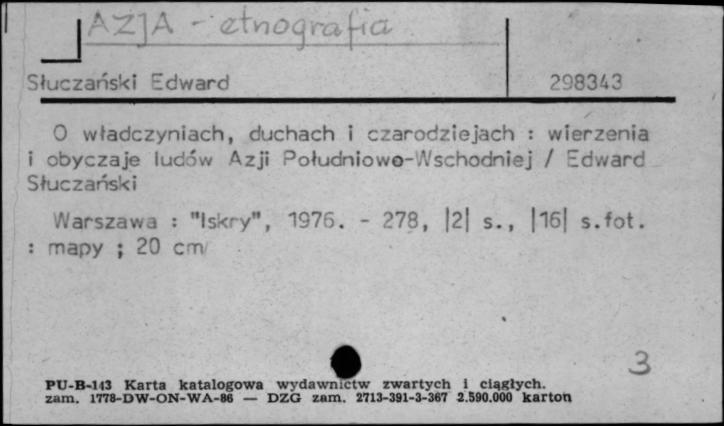 AZJA - etnografia
Słuczański Edward 298343
O władczyniach, duchach i czarodziejach : wierzenia
i obyczaje ludów Azji Południowo-Wschodniej / Edward
Słuczański
Warszawa : "Iskry", 1976. - 278, |2| s., |16| s.fot.
: mapy ; 20 cm
3
PU-B-143 Karta katalogowa wydawnictw zwartych i ciągłych.
zam. 1778-DW-ON-WA-86 — DZG zam. 2713-391-3-367 2.590.000 karton